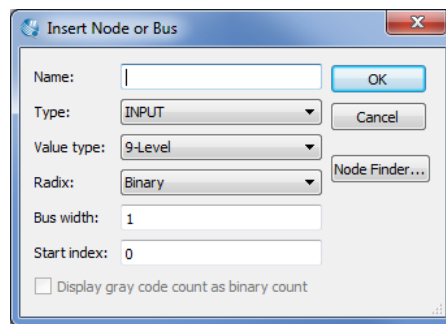 Insert Node or Bus
Name:
OK
Type: INPUT
Cancel
Value type: 9-Level
Radix: Binary
Node Finder...
Bus width: 1
Start index: 0
Display gray code count as binary count